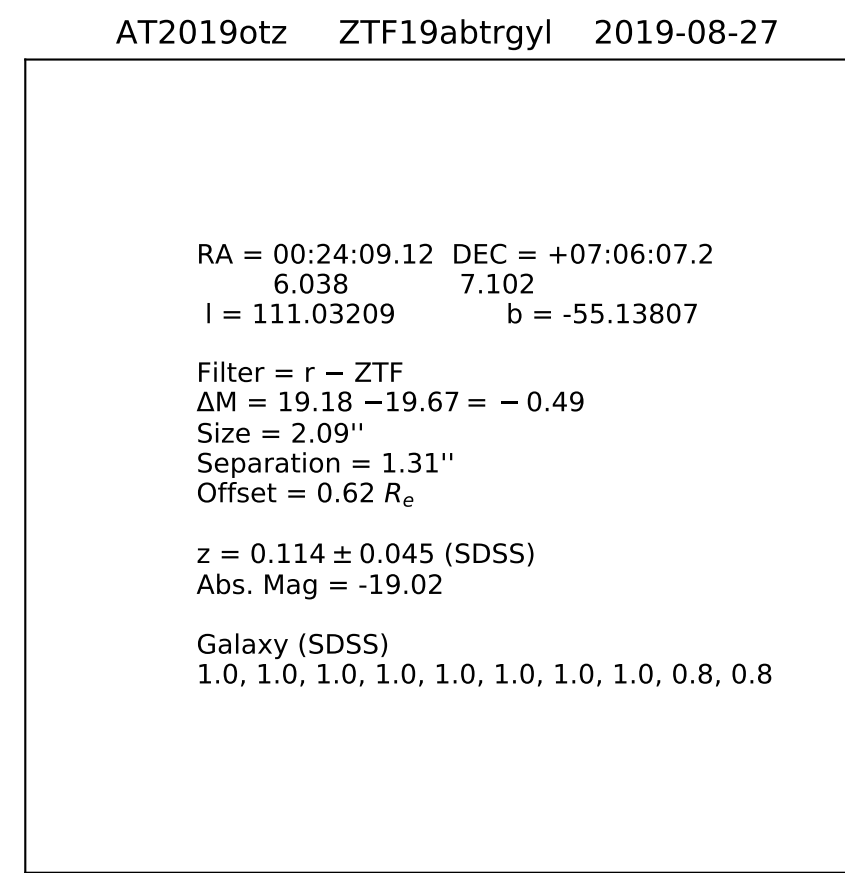 AT2019otz ZTF19abtrgyl 2019-08-27
RA = 00:24:09.12 DEC = +07:06:07.2
6.038 7.102
l = 111.03209 b = -55.13807
Filter = r − ZTF
ΔM = 19.18 −19.67 = − 0.49
Size = 2.09''
Separation = 1.31''
Offset = 0.62 Rₑ
z = 0.114 ± 0.045 (SDSS)
Abs. Mag = -19.02
Galaxy (SDSS)
1.0, 1.0, 1.0, 1.0, 1.0, 1.0, 1.0, 1.0, 0.8, 0.8